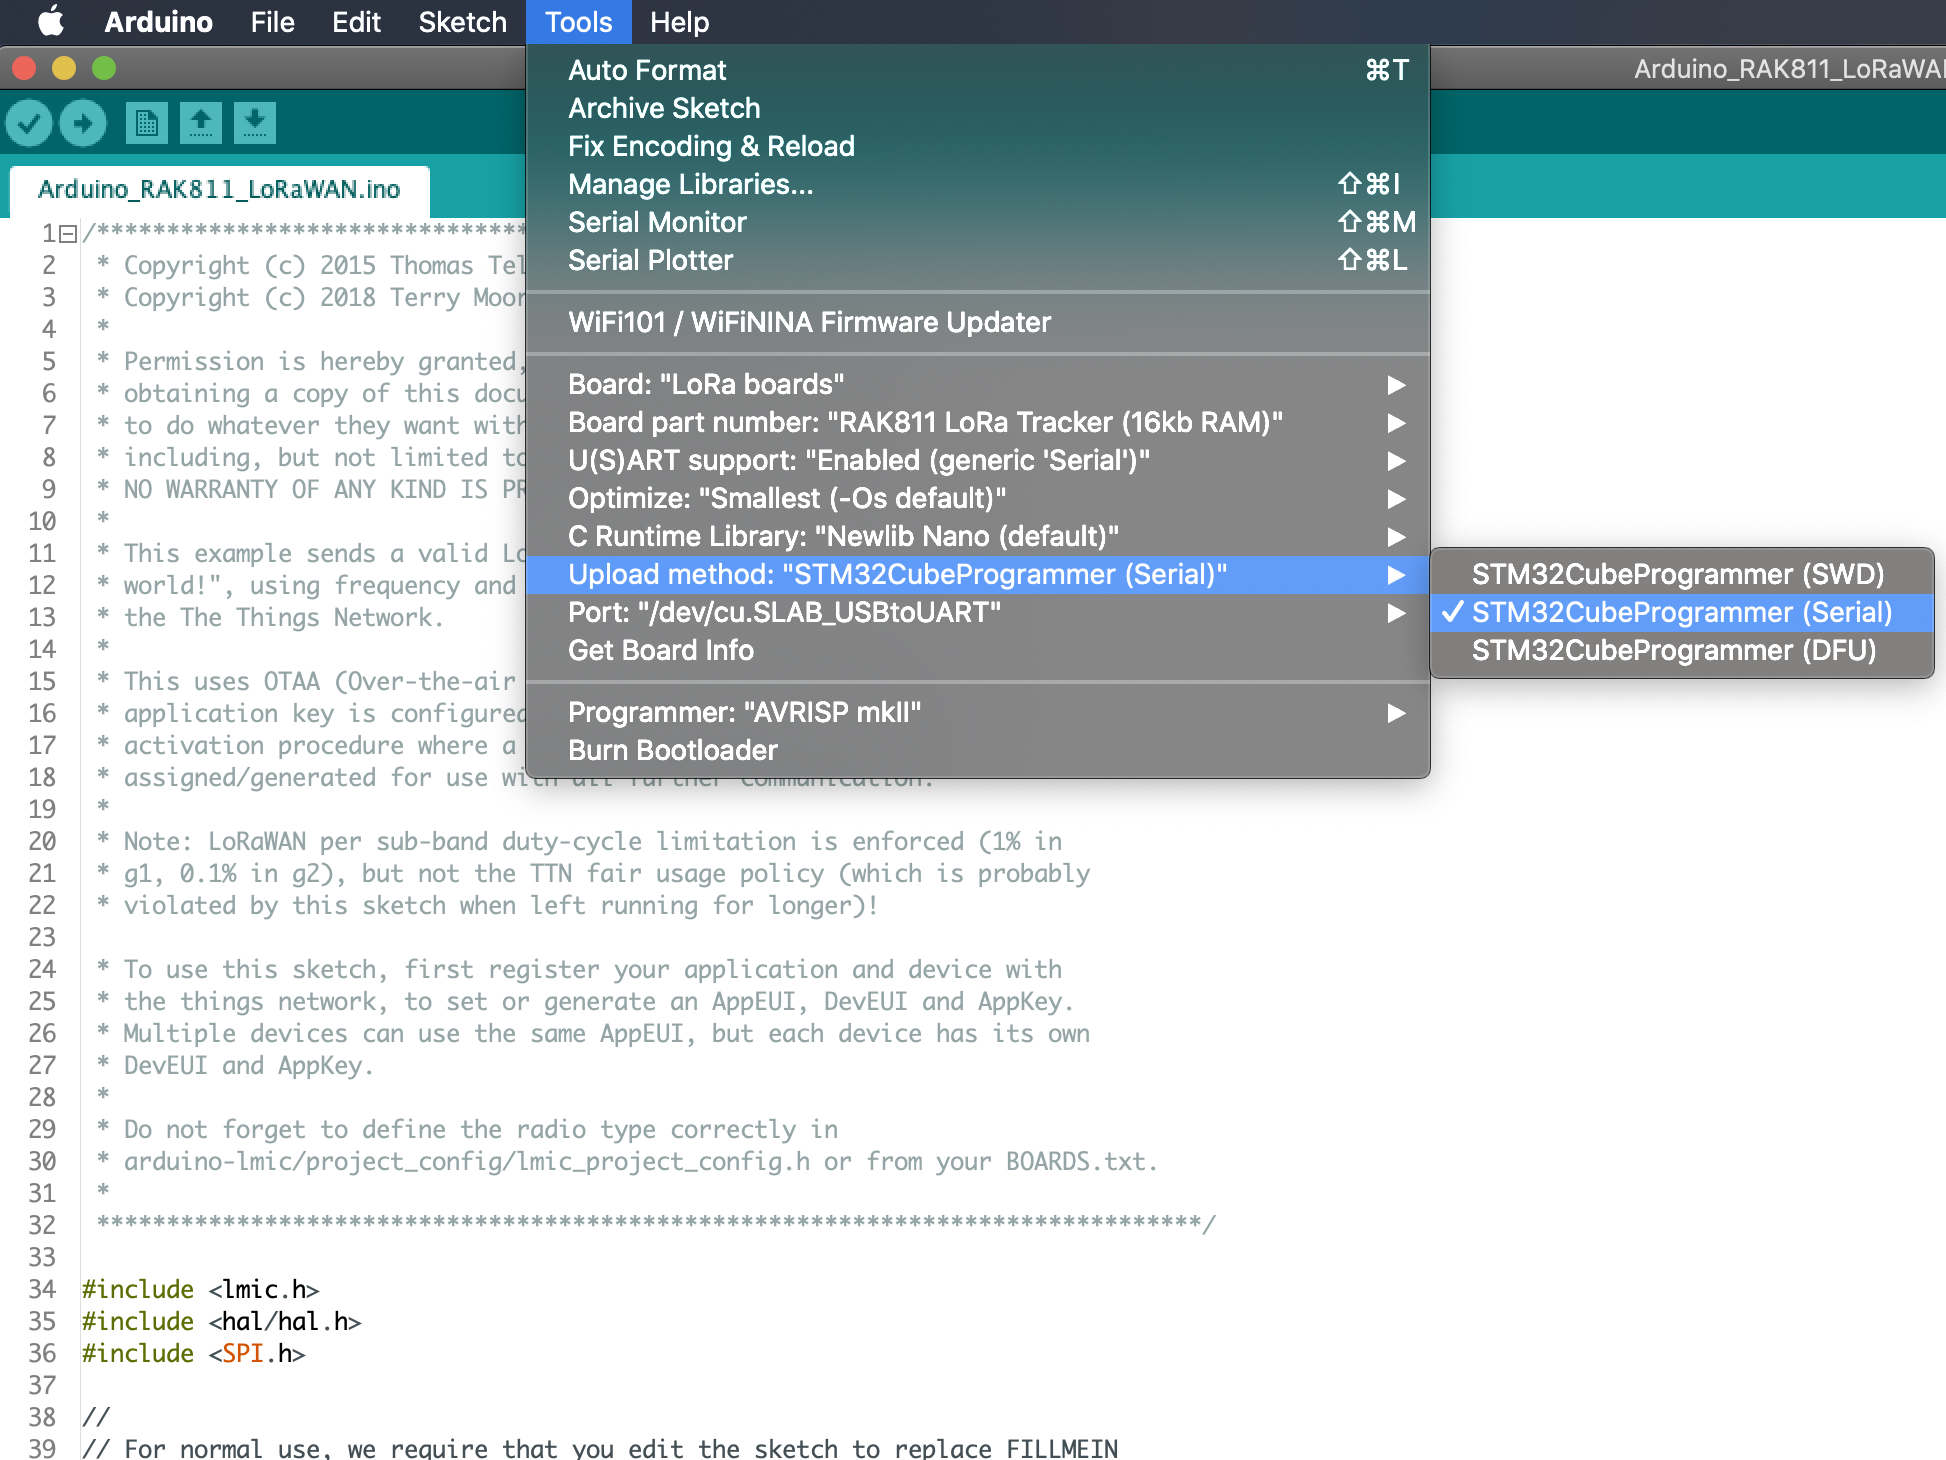 Arduino File Edit Sketch Tools Help
Arduino_RAK811_LoRaWA
Auto Format ⌘T
Archive Sketch
Fix Encoding & Reload
Manage Libraries... ⇧⌘I
Serial Monitor ⇧⌘M
Serial Plotter ⇧⌘L
WiFi101 / WiFiNINA Firmware Updater
Board: "LoRa boards"
Board part number: "RAK811 LoRa Tracker (16kb RAM)"
U(S)ART support: "Enabled (generic 'Serial')"
Optimize: "Smallest (-Os default)"
C Runtime Library: "Newlib Nano (default)"
Upload method: "STM32CubeProgrammer (Serial)"
Port: "/dev/cu.SLAB_USBtoUART"
Get Board Info
Programmer: "AVRISP mkII"
Burn Bootloader
STM32CubeProgrammer (SWD)
✓ STM32CubeProgrammer (Serial)
STM32CubeProgrammer (DFU)
Arduino_RAK811_LoRaWAN.ino
1 /*******************************
2 * Copyright (c) 2015 Thomas Tel
3 * Copyright (c) 2018 Terry Moor
4 *
5 * Permission is hereby granted,
6 * obtaining a copy of this docu
7 * to do whatever they want with
8 * including, but not limited to
9 * NO WARRANTY OF ANY KIND IS PR
10 *
11 * This example sends a valid Lo
12 * world!", using frequency and
13 * the The Things Network.
14 *
15 * This uses OTAA (Over-the-air
16 * application key is configured
17 * activation procedure where a
18 * assigned/generated for use with all further communication.
19 *
20 * Note: LoRaWAN per sub-band duty-cycle limitation is enforced (1% in
21 * g1, 0.1% in g2), but not the TTN fair usage policy (which is probably
22 * violated by this sketch when left running for longer)!
23
24 * To use this sketch, first register your application and device with
25 * the things network, to set or generate an AppEUI, DevEUI and AppKey.
26 * Multiple devices can use the same AppEUI, but each device has its own
27 * DevEUI and AppKey.
28 *
29 * Do not forget to define the radio type correctly in
30 * arduino-lmic/project_config/lmic_project_config.h or from your BOARDS.txt.
31 *
32 *******************************************************************************/
33
34 #include <lmic.h>
35 #include <hal/hal.h>
36 #include <SPI.h>
37
38 //
39 // For normal use, we require that you edit the sketch to replace FILLMEIN